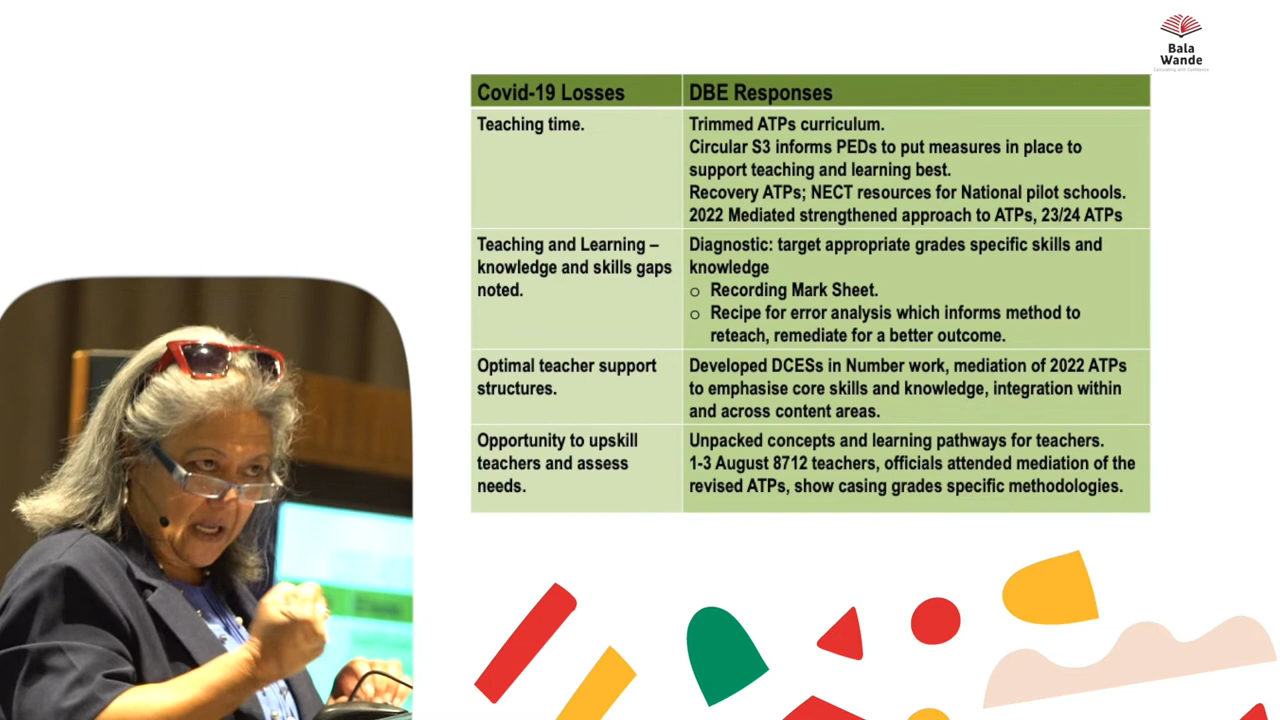 Bala
Wande
Covid-19 Losses
DBE Responses
Teaching time.
Trimmed ATPs curriculum.
Circular S3 informs PEDs to put measures in place to
support teaching and learning best.
Recovery ATPs; NECT resources for National pilot schools.
2022 Mediated strengthened approach to ATPs, 23/24 ATPs
Teaching and Learning –
knowledge and skills gaps
noted.
Diagnostic: target appropriate grades specific skills and
knowledge
o Recording Mark Sheet.
o Recipe for error analysis which informs method to
reteach, remediate for a better outcome.
Optimal teacher support
structures.
Developed DCESs in Number work, mediation of 2022 ATPs
to emphasise core skills and knowledge, integration within
and across content areas.
Opportunity to upskill
teachers and assess
needs.
Unpacked concepts and learning pathways for teachers.
1-3 August 8712 teachers, officials attended mediation of the
revised ATPs, show casing grades specific methodologies.